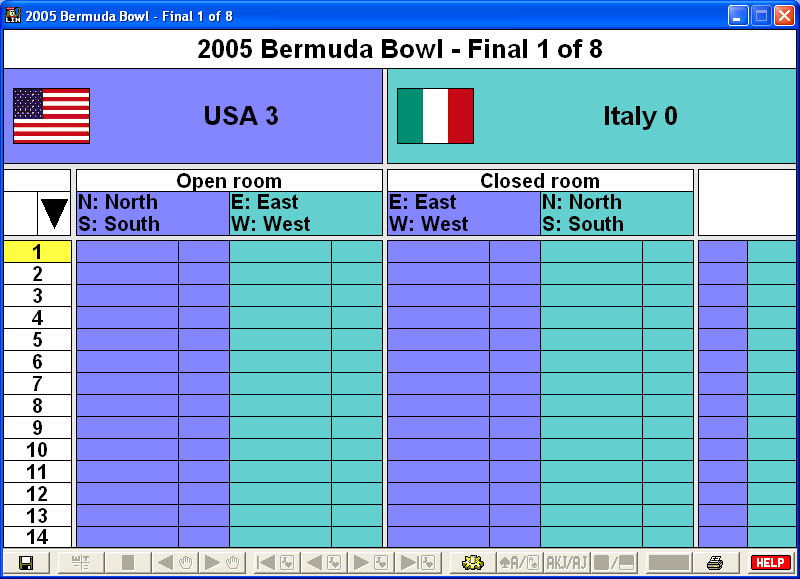 2005 Bermuda Bowl - Final 1 of 8
2005 Bermuda Bowl - Final 1 of 8
USA 3
Italy 0
Open room
Closed room
N: North
S: South
E: East
W: West
E: East
W: West
N: North
S: South
1
2
3
4
5
6
7
8
9
10
11
12
13
14
♠A/ AKJ/AJ HELP